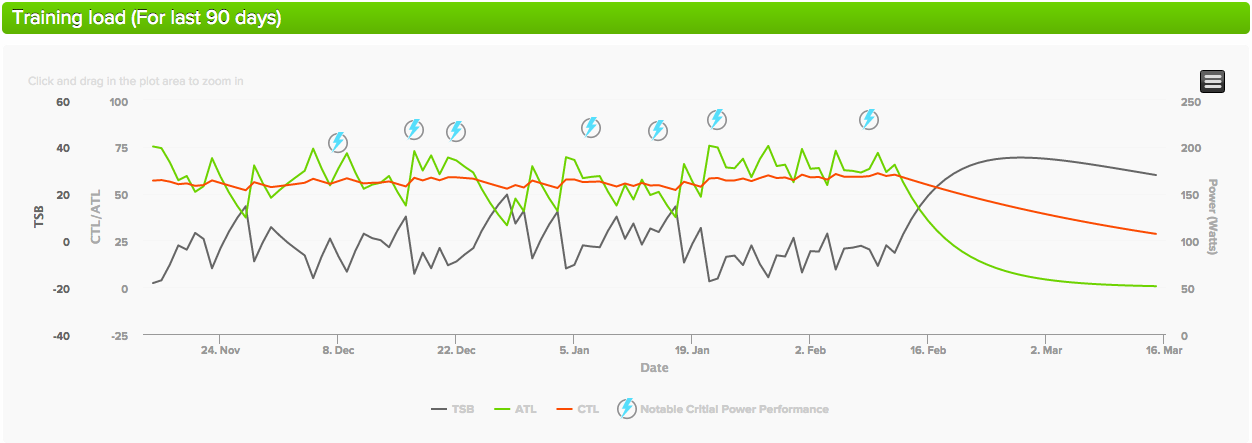 Training load (For last 90 days)
Click and drag in the plot area to zoom in
60 100 250
40 75 200
20 50 150
0 25 100
-20 0 50
-40 -25 0
TSB
CTL/ATL
Power (Watts)
24. Nov 8. Dec 22. Dec 5. Jan 19. Jan 2. Feb 16. Feb 2. Mar 16. Mar
Date
TSB ATL CTL Notable Critial Power Performance